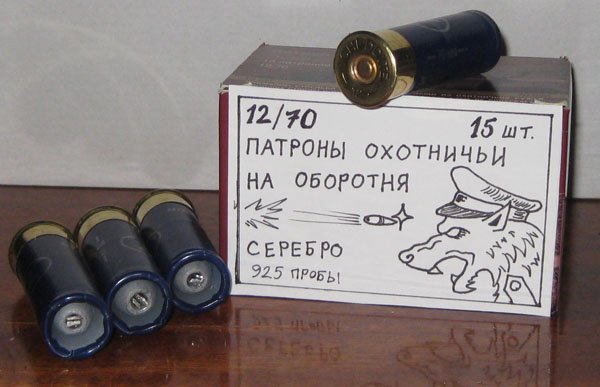 12/70 15 шт.
ПАТРОНЫ ОХОТНИЧЬИ
НА ОБОРОТНЯ
СЕРЕБРО
925 ПРОБЫ